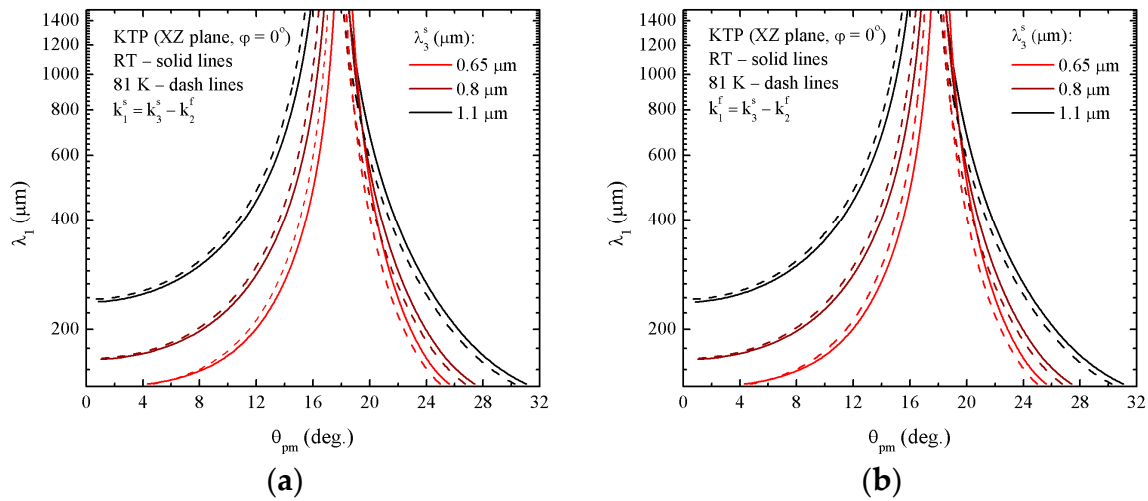 KTP (XZ plane, φ = 0°)
RT – solid lines
81 K – dash lines
k₁ˢ = k₃ˢ – k₂ᶠ
λ₃ˢ (μm):
0.65 μm
0.8 μm
1.1 μm
1400
1200
1000
800
600
400
200
λ₁ (μm)
0 4 8 12 16 20 24 28 32
θpm (deg.)
(a)
KTP (XZ plane, φ = 0°)
RT – solid lines
81 K – dash lines
k₁ᶠ = k₃ˢ – k₂ᶠ
λ₃ˢ (μm):
0.65 μm
0.8 μm
1.1 μm
1400
1200
1000
800
600
400
200
λ₁ (μm)
0 4 8 12 16 20 24 28 32
θpm (deg.)
(b)